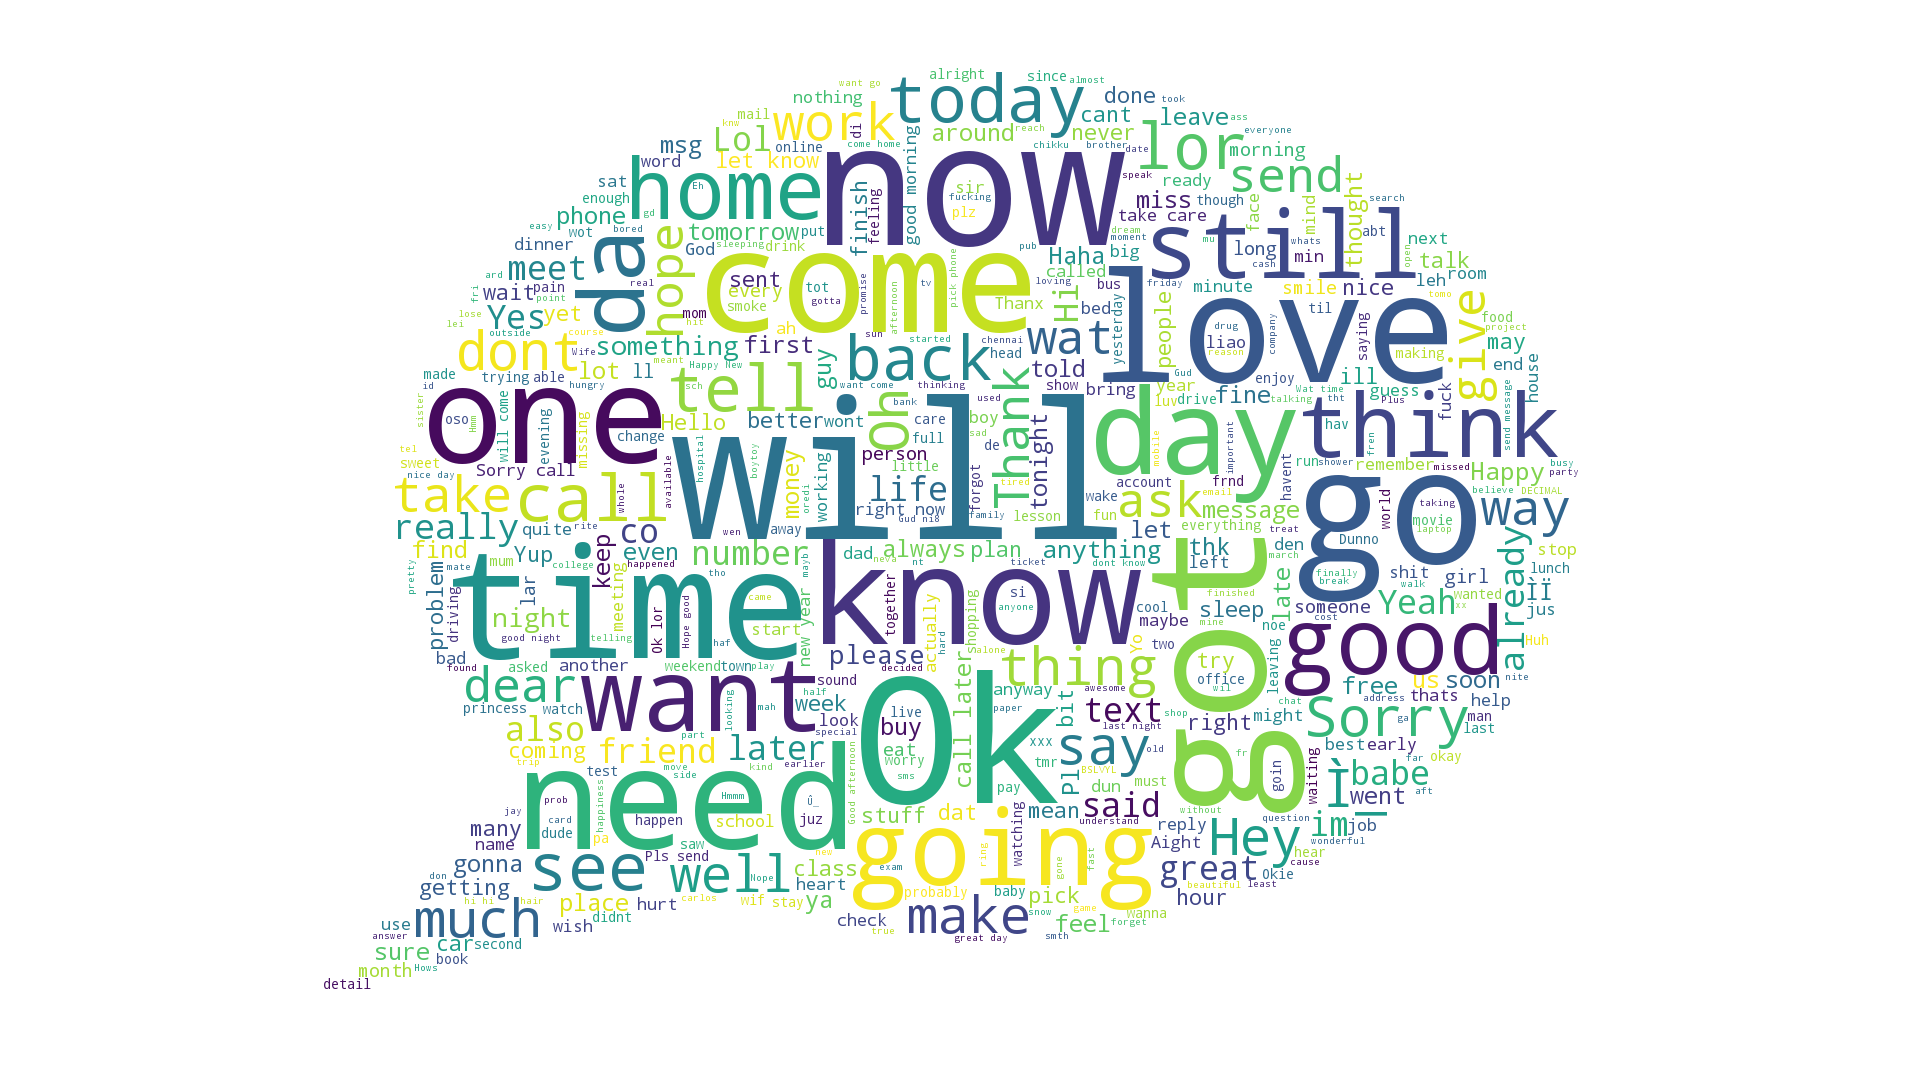 alright
since
almost
want go
nothing
today
done
took
mail
work
cant
leave
ass
knw
Lol
di
online
around
reach
never
everyone
msg
word
let know
come home
good morning
chikku
brother
date
lor
morning
sat
Eh
home
now
sir
fucking
plz
speak
ready
send
search
enough
phone
gd
feeling
finish
miss
though
face
mind
thought
easy
wot
bored
tomorrow
put
take care
dream
moment
mu
still
long
whats
abt
next
dinner
da
hope
God
sleeping
drink
come
pub
Haha
big
cash
min
open
talk
meet
ard
real
sent
tot
tv
pick phone
called
leh
room
wait
pain
every
gotta
promise
afternoon
loving
Hi
bus
friday
minute
smile
nice
tomo
fri
point
smoke
Thanx
bed
love
til
food
lose
Yes
yet
mom
ah
hit
sun
yesterday
people
drug
company
saying
give
project
lei
outside
course
something
first
started
chennai
wat
liao
reason
making
may
dont
Wife
meant
guy
back
head
told
Gud
enjoy
ill
end
house
made
trying
able
lot
ll
Happy New
want come
thinking
show
bring
year
id
hungry
tell
sch
bank
used
luv
drive
fine
Wat time
tht
Plus
guess
fuck
sister
one
oso
Hmm
will come
evening
missing
Hello
change
better
wont
Oh
care
full
boy
sad
de
Thank
tonight
day
talking
hav
think
send message
fren
tel
sweet
nice day
Sorry call
hospital
boytoy
will
person
little
mobile
important
run
shower
remember
missed
Happy
busy
party
take
call
available
whole
money
working
life
forgot
tired
wake
account
email
frnd
havent
go
taking
believe
DECIMAL
right now
Gud ni8
family
lesson
fun
ask
message
world
movie
laptop
way
really
quite
rite
co
wen
away
oredi
let
everything
treat
Dunno
find
Yup
college
keep
even
number
dad
always
plan
anything
thk
march
den
stop
pretty
mate
mum
happened
tho
mayb
neva
nt
ticket
dont know
left
finally
break
walk
shit
girl
lunch
problem
driving
time
lar
meeting
new year
came
know
si
anyone
got
finished
late
someone
cost
Yeah
xx
wanted
already
ÌÏ
jus
night
good night
telling
Ok lor
Hope good
start
haf
together
shopping
cool
maybe
sleep
mine
noe
good
Huh
bad
found
asked
another
weekend
town
play
please
decided
actually
hard
alone
Yo
two
try
office
wil
leaving
nite
dear
princess
watch
want
looking
sound
half
mah
week
look
special
Ok
live
buy
thing
anyway
paper
awesome
bit
text
last night
shop
right
might
chat
free
address
ga
us
thats
soon
man
help
last
also
coming
trip
friend
part
later
eat
worry
sms
call later
xxx
tmr
say
old
fr
Sorry
best
early
far
okay
test
move
side
kind
earlier
Good afternoon
pay
Pl
BSLVYL
dun
must
goin
waiting
Ì_
babe
jay
prob
happiness
need
Hmmm
Û_
without
went
aft
many
card
dude
pa
school
happen
juz
stuff
dat
watching
mean
understand
said
reply
question
im
job
name
saw
Pls send
new
going
ring
gone
fast
Aight
Hey
hear
wonderful
cause
gonna
don
see
well
Nope
class
exam
great
Okie
getting
hi hi
hair
heart
carlos
probably
baby
pick
beautiful
least
use
much
place
hurt
wif
stay
ya
make
snow
game
wanna
hour
answer
didnt
wish
check
true
great day
smth
feel
forget
sure
car
second
month
Hows
book
detail